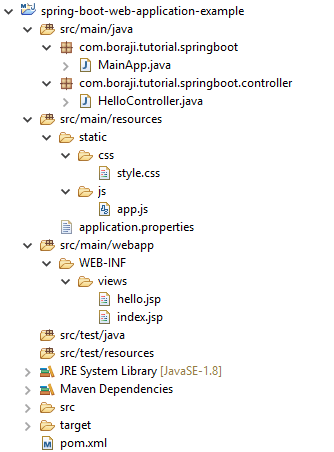 spring-boot-web-application-example
src/main/java
com.boraji.tutorial.springboot
MainApp.java
com.boraji.tutorial.springboot.controller
HelloController.java
src/main/resources
static
css
style.css
js
app.js
application.properties
src/main/webapp
WEB-INF
views
hello.jsp
index.jsp
src/test/java
src/test/resources
JRE System Library [JavaSE-1.8]
Maven Dependencies
src
target
pom.xml